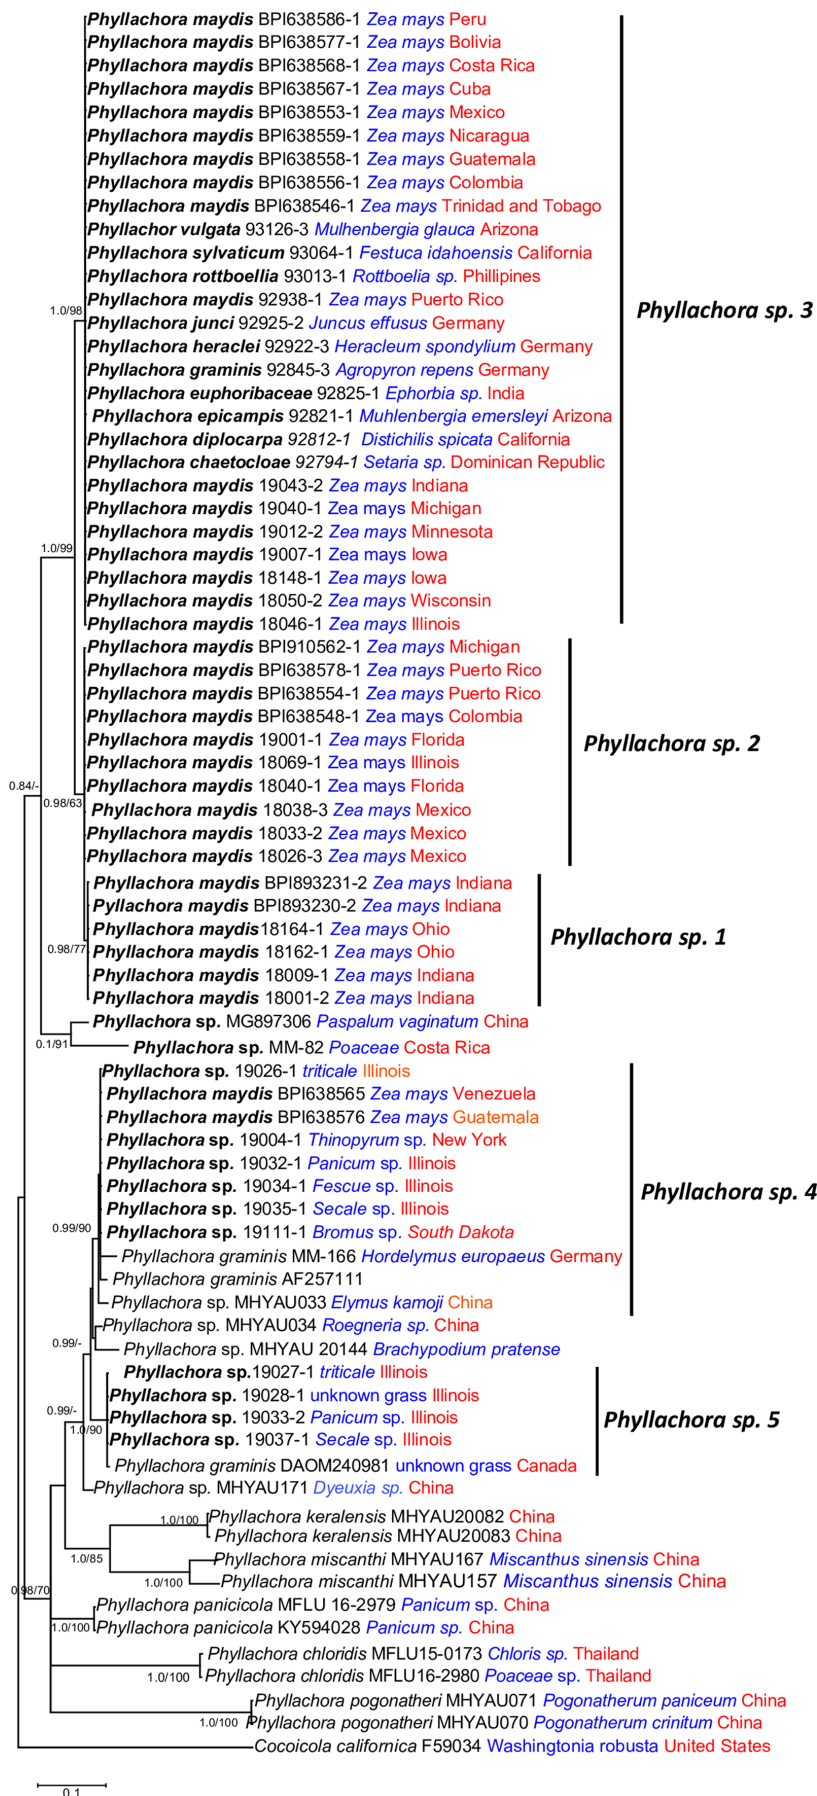 Phyllachora maydis BPI638586-1 Zea mays Peru
Phyllachora maydis BPI638577-1 Zea mays Bolivia
Phyllachora maydis BPI638568-1 Zea mays Costa Rica
Phyllachora maydis BPI638567-1 Zea mays Cuba
Phyllachora maydis BPI638553-1 Zea mays Mexico
Phyllachora maydis BPI638559-1 Zea mays Nicaragua
Phyllachora maydis BPI638558-1 Zea mays Guatemala
Phyllachora maydis BPI638556-1 Zea mays Colombia
Phyllachora maydis BPI638546-1 Zea mays Trinidad and Tobago
Phyllachor vulgata 93126-3 Mulhenbergia glauca Arizona
Phyllachora sylvaticum 93064-1 Festuca idahoensis California
Phyllachora rottboellia 93013-1 Rottboelia sp. Phillipines
Phyllachora maydis 92938-1 Zea mays Puerto Rico
1.0/98
Phyllachora sp. 3
Phyllachora junci 92925-2 Juncus effusus Germany
Phyllachora heraclei 92922-3 Heracleum spondylium Germany
Phyllachora graminis 92845-3 Agropyron repens Germany
Phyllachora euphoribaceae 92825-1 Ephorbia sp. India
Phyllachora epicampis 92821-1 Muhlenbergia emersleyi Arizona
Phyllachora diplocarpa 92812-1 Distichilis spicata California
Phyllachora chaetocloae 92794-1 Setaria sp. Dominican Republic
Phyllachora maydis 19043-2 Zea mays Indiana
Phyllachora maydis 19040-1 Zea mays Michigan
Phyllachora maydis 19012-2 Zea mays Minnesota
1.0/99
Phyllachora maydis 19007-1 Zea mays Iowa
Phyllachora maydis 18148-1 Zea mays Iowa
Phyllachora maydis 18050-2 Zea mays Wisconsin
Phyllachora maydis 18046-1 Zea mays Illinois
Phyllachora maydis BPI910562-1 Zea mays Michigan
Phyllachora maydis BPI638578-1 Zea mays Puerto Rico
Phyllachora maydis BPI638554-1 Zea mays Puerto Rico
Phyllachora maydis BPI638548-1 Zea mays Colombia
Phyllachora maydis 19001-1 Zea mays Florida
Phyllachora sp. 2
Phyllachora maydis 18069-1 Zea mays Illinois
0.84/-
Phyllachora maydis 18040-1 Zea mays Florida
0.98/63
Phyllachora maydis 18038-3 Zea mays Mexico
Phyllachora maydis 18033-2 Zea mays Mexico
Phyllachora maydis 18026-3 Zea mays Mexico
Phyllachora maydis BPI893231-2 Zea mays Indiana
Pyllachora maydis BPI893230-2 Zea mays Indiana
Phyllachora maydis18164-1 Zea mays Ohio
Phyllachora sp. 1
0.98/77
Phyllachora maydis 18162-1 Zea mays Ohio
Phyllachora maydis 18009-1 Zea mays Indiana
Phyllachora maydis 18001-2 Zea mays Indiana
Phyllachora sp. MG897306 Paspalum vaginatum China
0.1/91
Phyllachora sp. MM-82 Poaceae Costa Rica
Phyllachora sp. 19026-1 triticale Illinois
Phyllachora maydis BPI638565 Zea mays Venezuela
Phyllachora maydis BPI638576 Zea mays Guatemala
Phyllachora sp. 19004-1 Thinopyrum sp. New York
Phyllachora sp. 19032-1 Panicum sp. Illinois
Phyllachora sp. 19034-1 Fescue sp. Illinois
Phyllachora sp. 4
Phyllachora sp. 19035-1 Secale sp. Illinois
0.99/90
Phyllachora sp. 19111-1 Bromus sp. South Dakota
Phyllachora graminis MM-166 Hordelymus europaeus Germany
Phyllachora graminis AF257111
Phyllachora sp. MHYAU033 Elymus kamoji China
Phyllachora sp. MHYAU034 Roegneria sp. China
0.99/-
Phyllachora sp. MHYAU 20144 Brachypodium pratense
Phyllachora sp.19027-1 triticale Illinois
Phyllachora sp. 19028-1 unknown grass Illinois
0.99/-
Phyllachora sp. 19033-2 Panicum sp. Illinois
Phyllachora sp. 5
1.0/90
Phyllachora sp. 19037-1 Secale sp. Illinois
Phyllachora graminis DAOM240981 unknown grass Canada
Phyllachora sp. MHYAU171 Dyeuxia sp. China
1.0/100
Phyllachora keralensis MHYAU20082 China
Phyllachora keralensis MHYAU20083 China
1.0/85
Phyllachora miscanthi MHYAU167 Miscanthus sinensis China
1.0/100
Phyllachora miscanthi MHYAU157 Miscanthus sinensis China
0.98/70
Phyllachora panicicola MFLU 16-2979 Panicum sp. China
1.0/100
Phyllachora panicicola KY594028 Panicum sp. China
Phyllachora chloridis MFLU15-0173 Chloris sp. Thailand
1.0/100
Phyllachora chloridis MFLU16-2980 Poaceae sp. Thailand
Phyllachora pogonatheri MHYAU071 Pogonatherum paniceum China
1.0/100
Phyllachora pogonatheri MHYAU070 Pogonatherum crinitum China
Cocoicola californica F59034 Washingtonia robusta United States
0.1